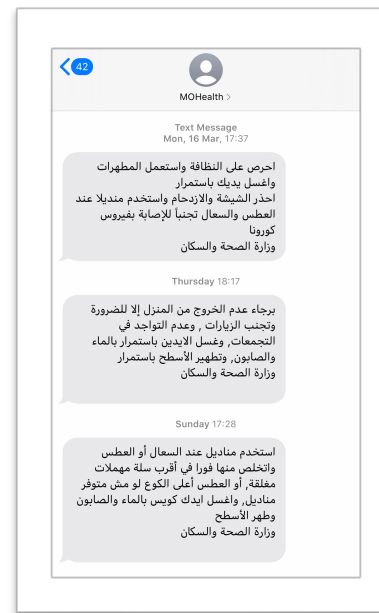 42
MOHealth >
Text Message
Mon, 16 Mar, 17:37
احرص على النظافة واستعمل المطهرات
واغسل يديك باستمرار
احذر الشيشة والازدحام واستخدم منديلا عند
العطس والسعال تجنباً للإصابة بفيروس
كورونا
وزارة الصحة والسكان
Thursday 18:17
برجاء عدم الخروج من المنزل إلا للضرورة
وتجنب الزيارات , وعدم التواجد في
التجمعات, وغسل الايدين باستمرار بالماء
والصابون, وتطهير الأسطح باستمرار
وزارة الصحة والسكان
Sunday 17:28
استخدم مناديل عند السعال أو العطس
واتخلص منها فورا في أقرب سلة مهملات
مغلقة, أو العطس أعلى الكوع لو مش متوفر
مناديل, واغسل ايدك كويس بالماء والصابون
وطهر الأسطح
وزارة الصحة والسكان